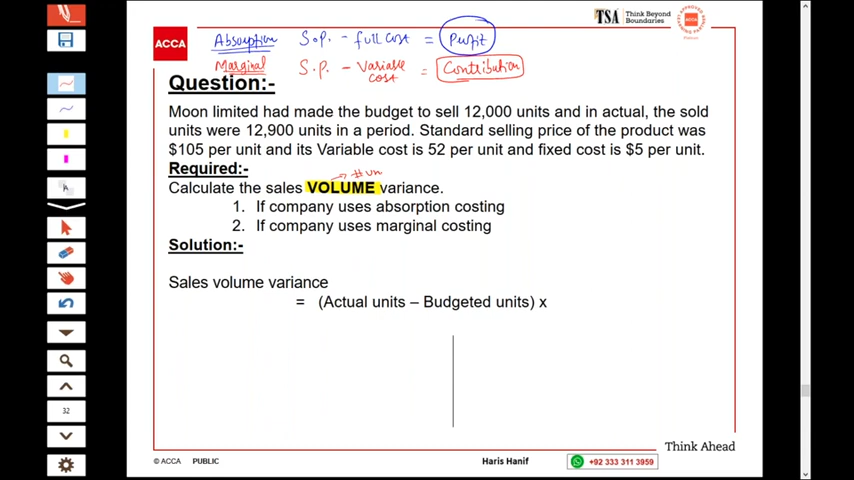 TSA Think Beyond Boundaries
ACCA
Absorption S.P. - full cost = Profit
Marginal S.P. - Variable cost = Contribution
Question:-
Moon limited had made the budget to sell 12,000 units and in actual, the sold
units were 12,900 units in a period. Standard selling price of the product was
$105 per unit and its Variable cost is 52 per unit and fixed cost is $5 per unit.
Required:-
Calculate the sales VOLUME variance.
1. If company uses absorption costing
2. If company uses marginal costing
Solution:-
Sales volume variance
= (Actual units – Budgeted units) x
32
Think Ahead
© ACCA PUBLIC
Haris Hanif
+92 333 311 3959